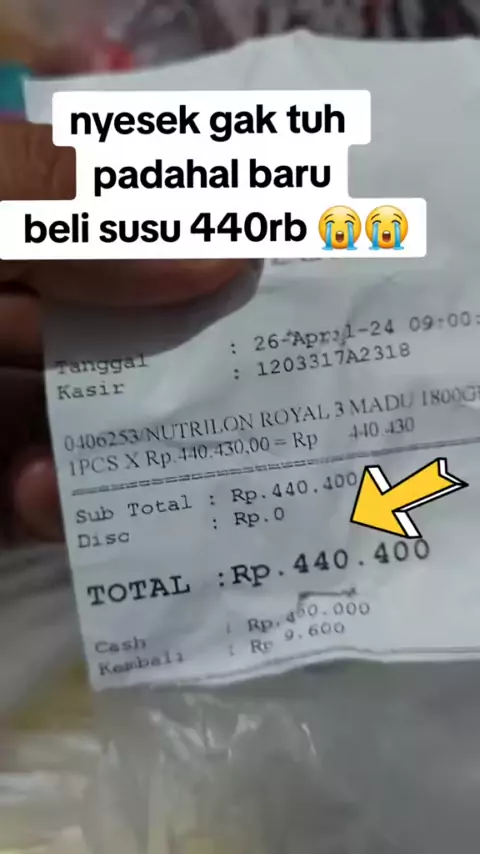 nyesek gak tuh
padahal baru
beli susu 440rb 😭😭
Tanggal : 26-April-24 09:00:
Kasir : 1203317A2318
0406253/NUTRILON ROYAL 3 MADU 1800G
1PCS X Rp.440.430,00 = Rp 440.430
Sub Total : Rp.440.400
Disc : Rp.0
TOTAL :Rp.440.400
Cash : Rp.450.000
Kembali : Rp 9.600